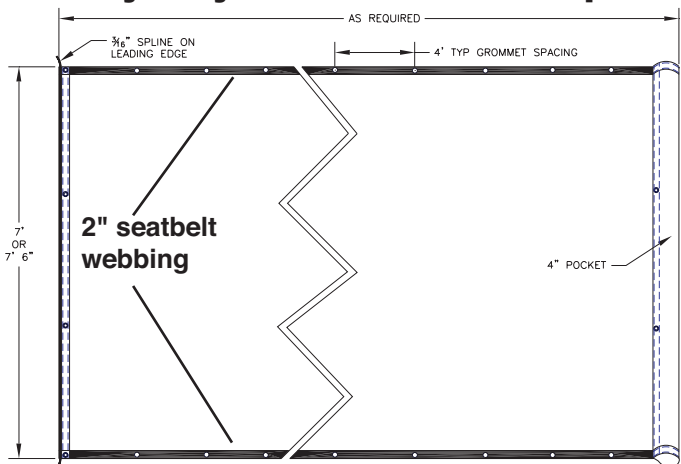 AS REQUIRED
3/16" SPLINE ON
LEADING EDGE
4' TYP GROMMET SPACING
7'
OR
7' 6"
2" seatbelt
webbing
4" POCKET